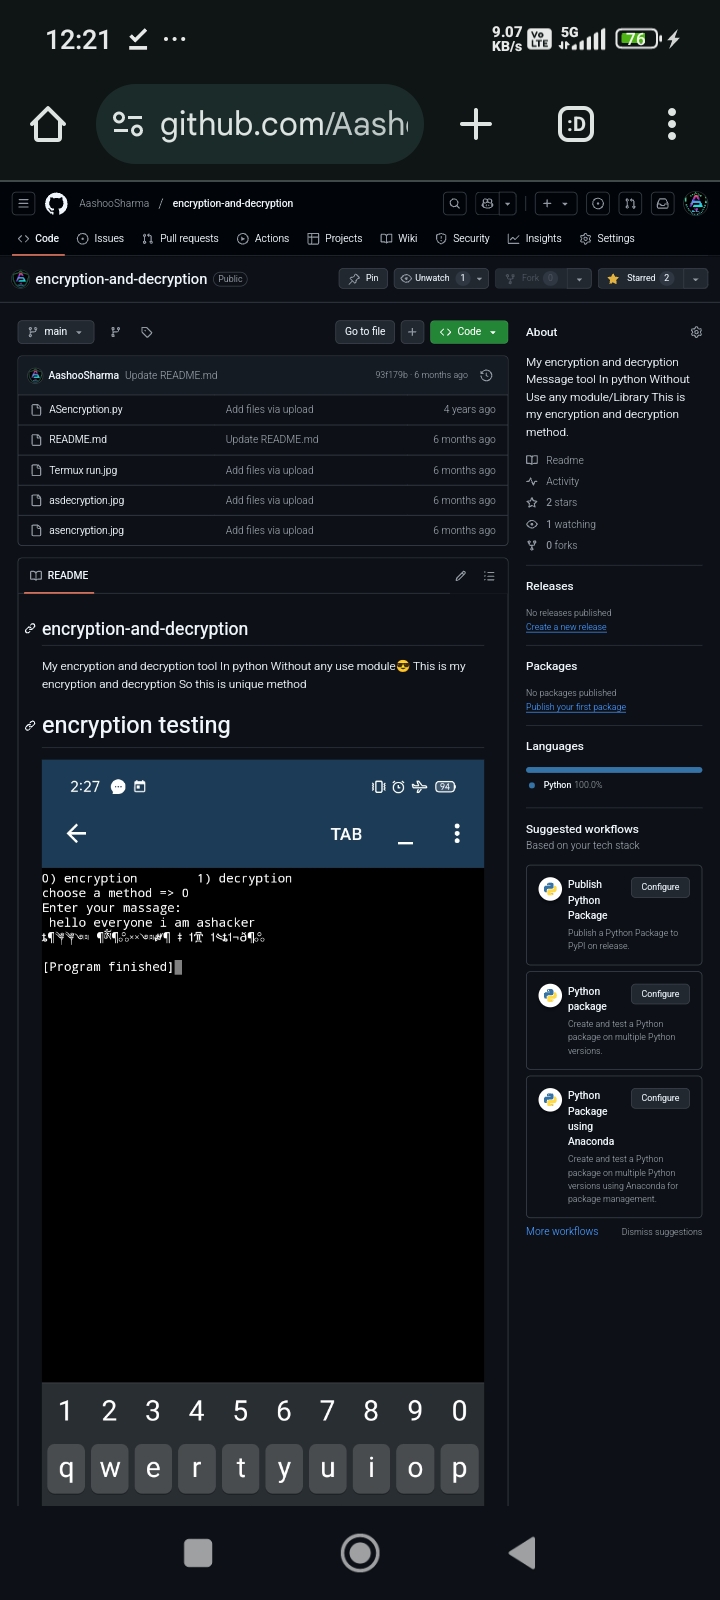 12:21
9.07 KB/s Vo LTE 5G 76
github.com/Aash
:D
AashooSharma / encryption-and-decryption
Code Issues Pull requests Actions Projects Wiki Security Insights Settings
encryption-and-decryption Public Pin Unwatch 1 Fork 0 Starred 2
main Go to file Code
AashooSharma Update README.md 93f179b · 6 months ago
ASencryption.py Add files via upload 4 years ago
README.md Update README.md 6 months ago
Termux run.jpg Add files via upload 6 months ago
asdecryption.jpg Add files via upload 6 months ago
asencryption.jpg Add files via upload 6 months ago
README
encryption-and-decryption
My encryption and decryption tool In python Without any use module😎 This is my
encryption and decryption So this is unique method
encryption testing
2:27 94
TAB
0) encryption 1) decryption
choose a method => 0
Enter your massage:
hello everyone i am ashacker
[Program finished]
1 2 3 4 5 6 7 8 9 0
q w e r t y u i o p
About
My encryption and decryption
Message tool In python Without
Use any module/Library This is
my encryption and decryption
method.
Readme
Activity
2 stars
1 watching
0 forks
Releases
No releases published
Create a new release
Packages
No packages published
Publish your first package
Languages
Python 100.0%
Suggested workflows
Based on your tech stack
Publish
Python
Package
Configure
Publish a Python Package to
PyPI on release.
Python
package
Configure
Create and test a Python
package on multiple Python
versions.
Python
Package
using
Anaconda
Configure
Create and test a Python
package on multiple Python
versions using Anaconda for
package management.
More workflows Dismiss suggestions